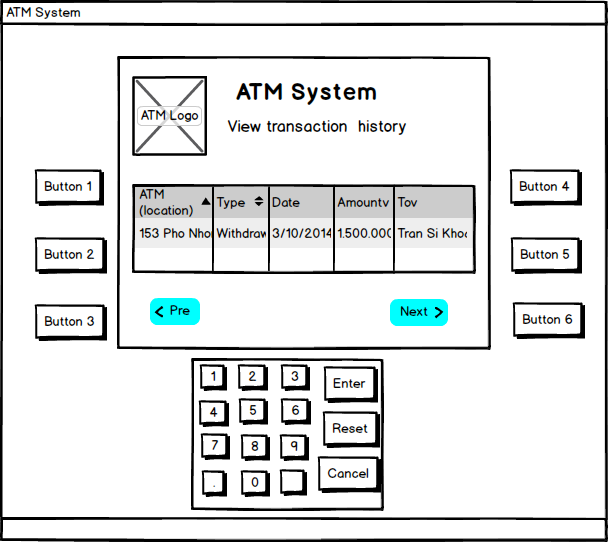 ATM System
ATM Logo
ATM System
View transaction history
ATM (location) Type Date Amountv Tov
153 Pho Nho Withdraw 3/10/2014 1.500.000 Tran Si Khoa
Pre
Next
Button 1
Button 2
Button 3
Button 4
Button 5
Button 6
1 2 3 Enter
4 5 6 Reset
7 8 9 Cancel
. 0